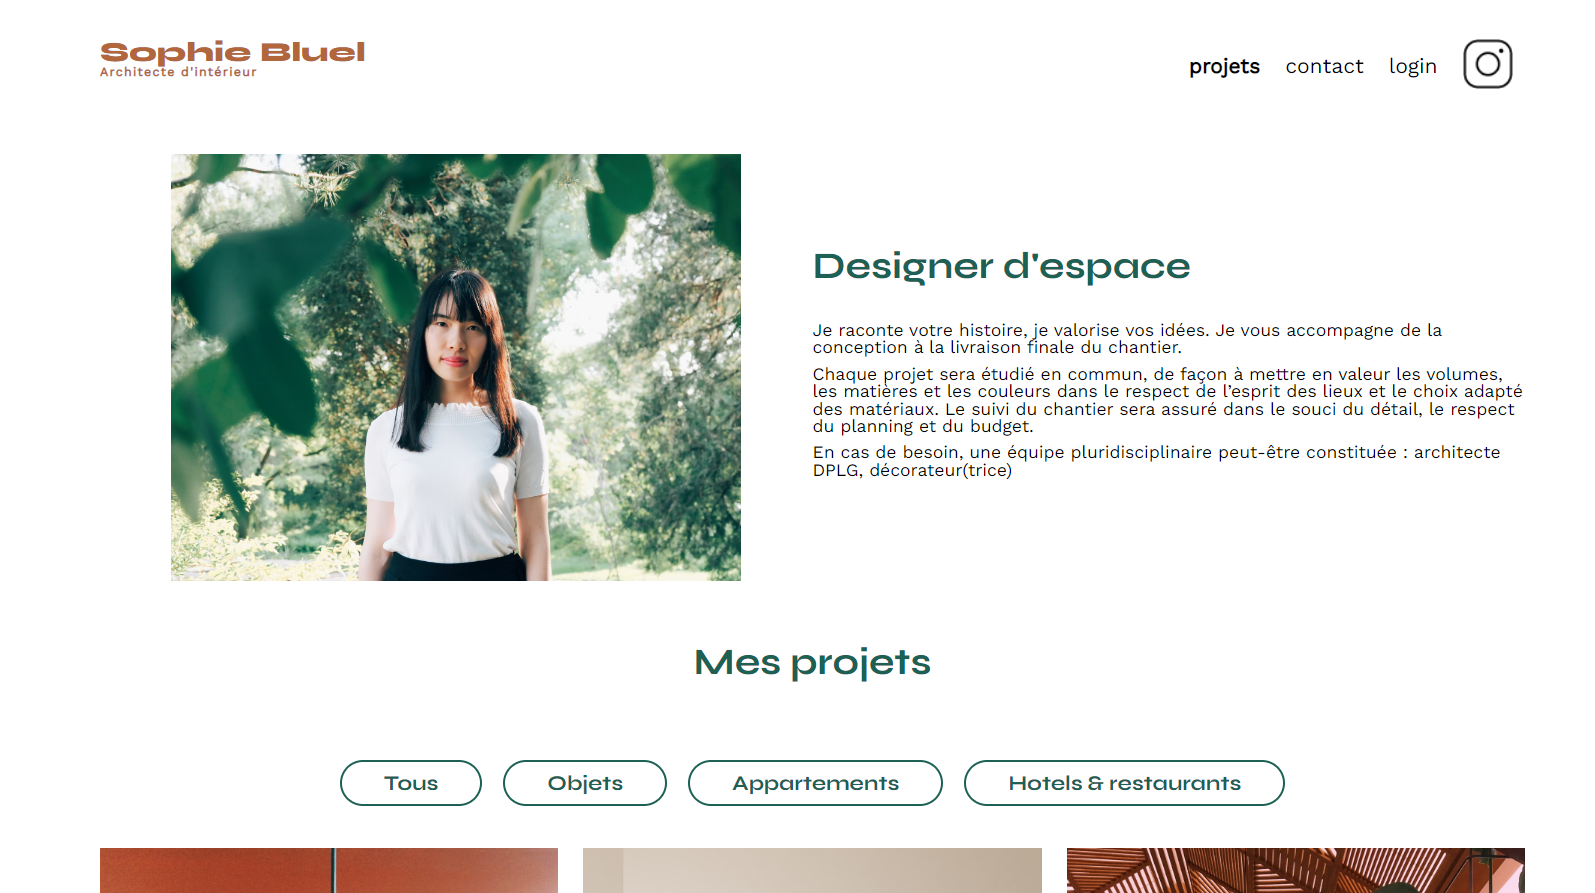 Sophie Bluel
Architecte d'intérieur
projets contact login
Designer d'espace
Je raconte votre histoire, je valorise vos idées. Je vous accompagne de la
conception à la livraison finale du chantier.
Chaque projet sera étudié en commun, de façon à mettre en valeur les volumes,
les matières et les couleurs dans le respect de l’esprit des lieux et le choix adapté
des matériaux. Le suivi du chantier sera assuré dans le souci du détail, le respect
du planning et du budget.
En cas de besoin, une équipe pluridisciplinaire peut-être constituée : architecte
DPLG, décorateur(trice)
Mes projets
Tous Objets Appartements Hotels & restaurants